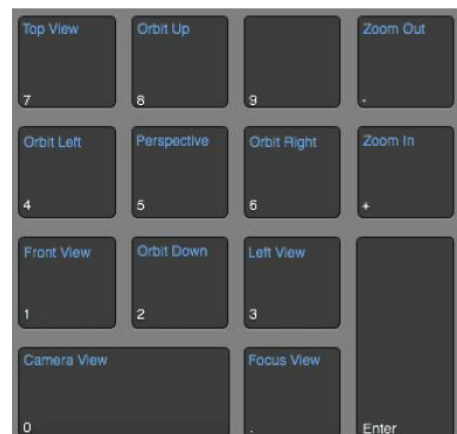 Top View
Orbit Up
Zoom Out
7
8
9
-
Orbit Left
Perspective
Orbit Right
Zoom In
4
5
6
+
Front View
Orbit Down
Left View
1
2
3
Camera View
Focus View
0
.
Enter